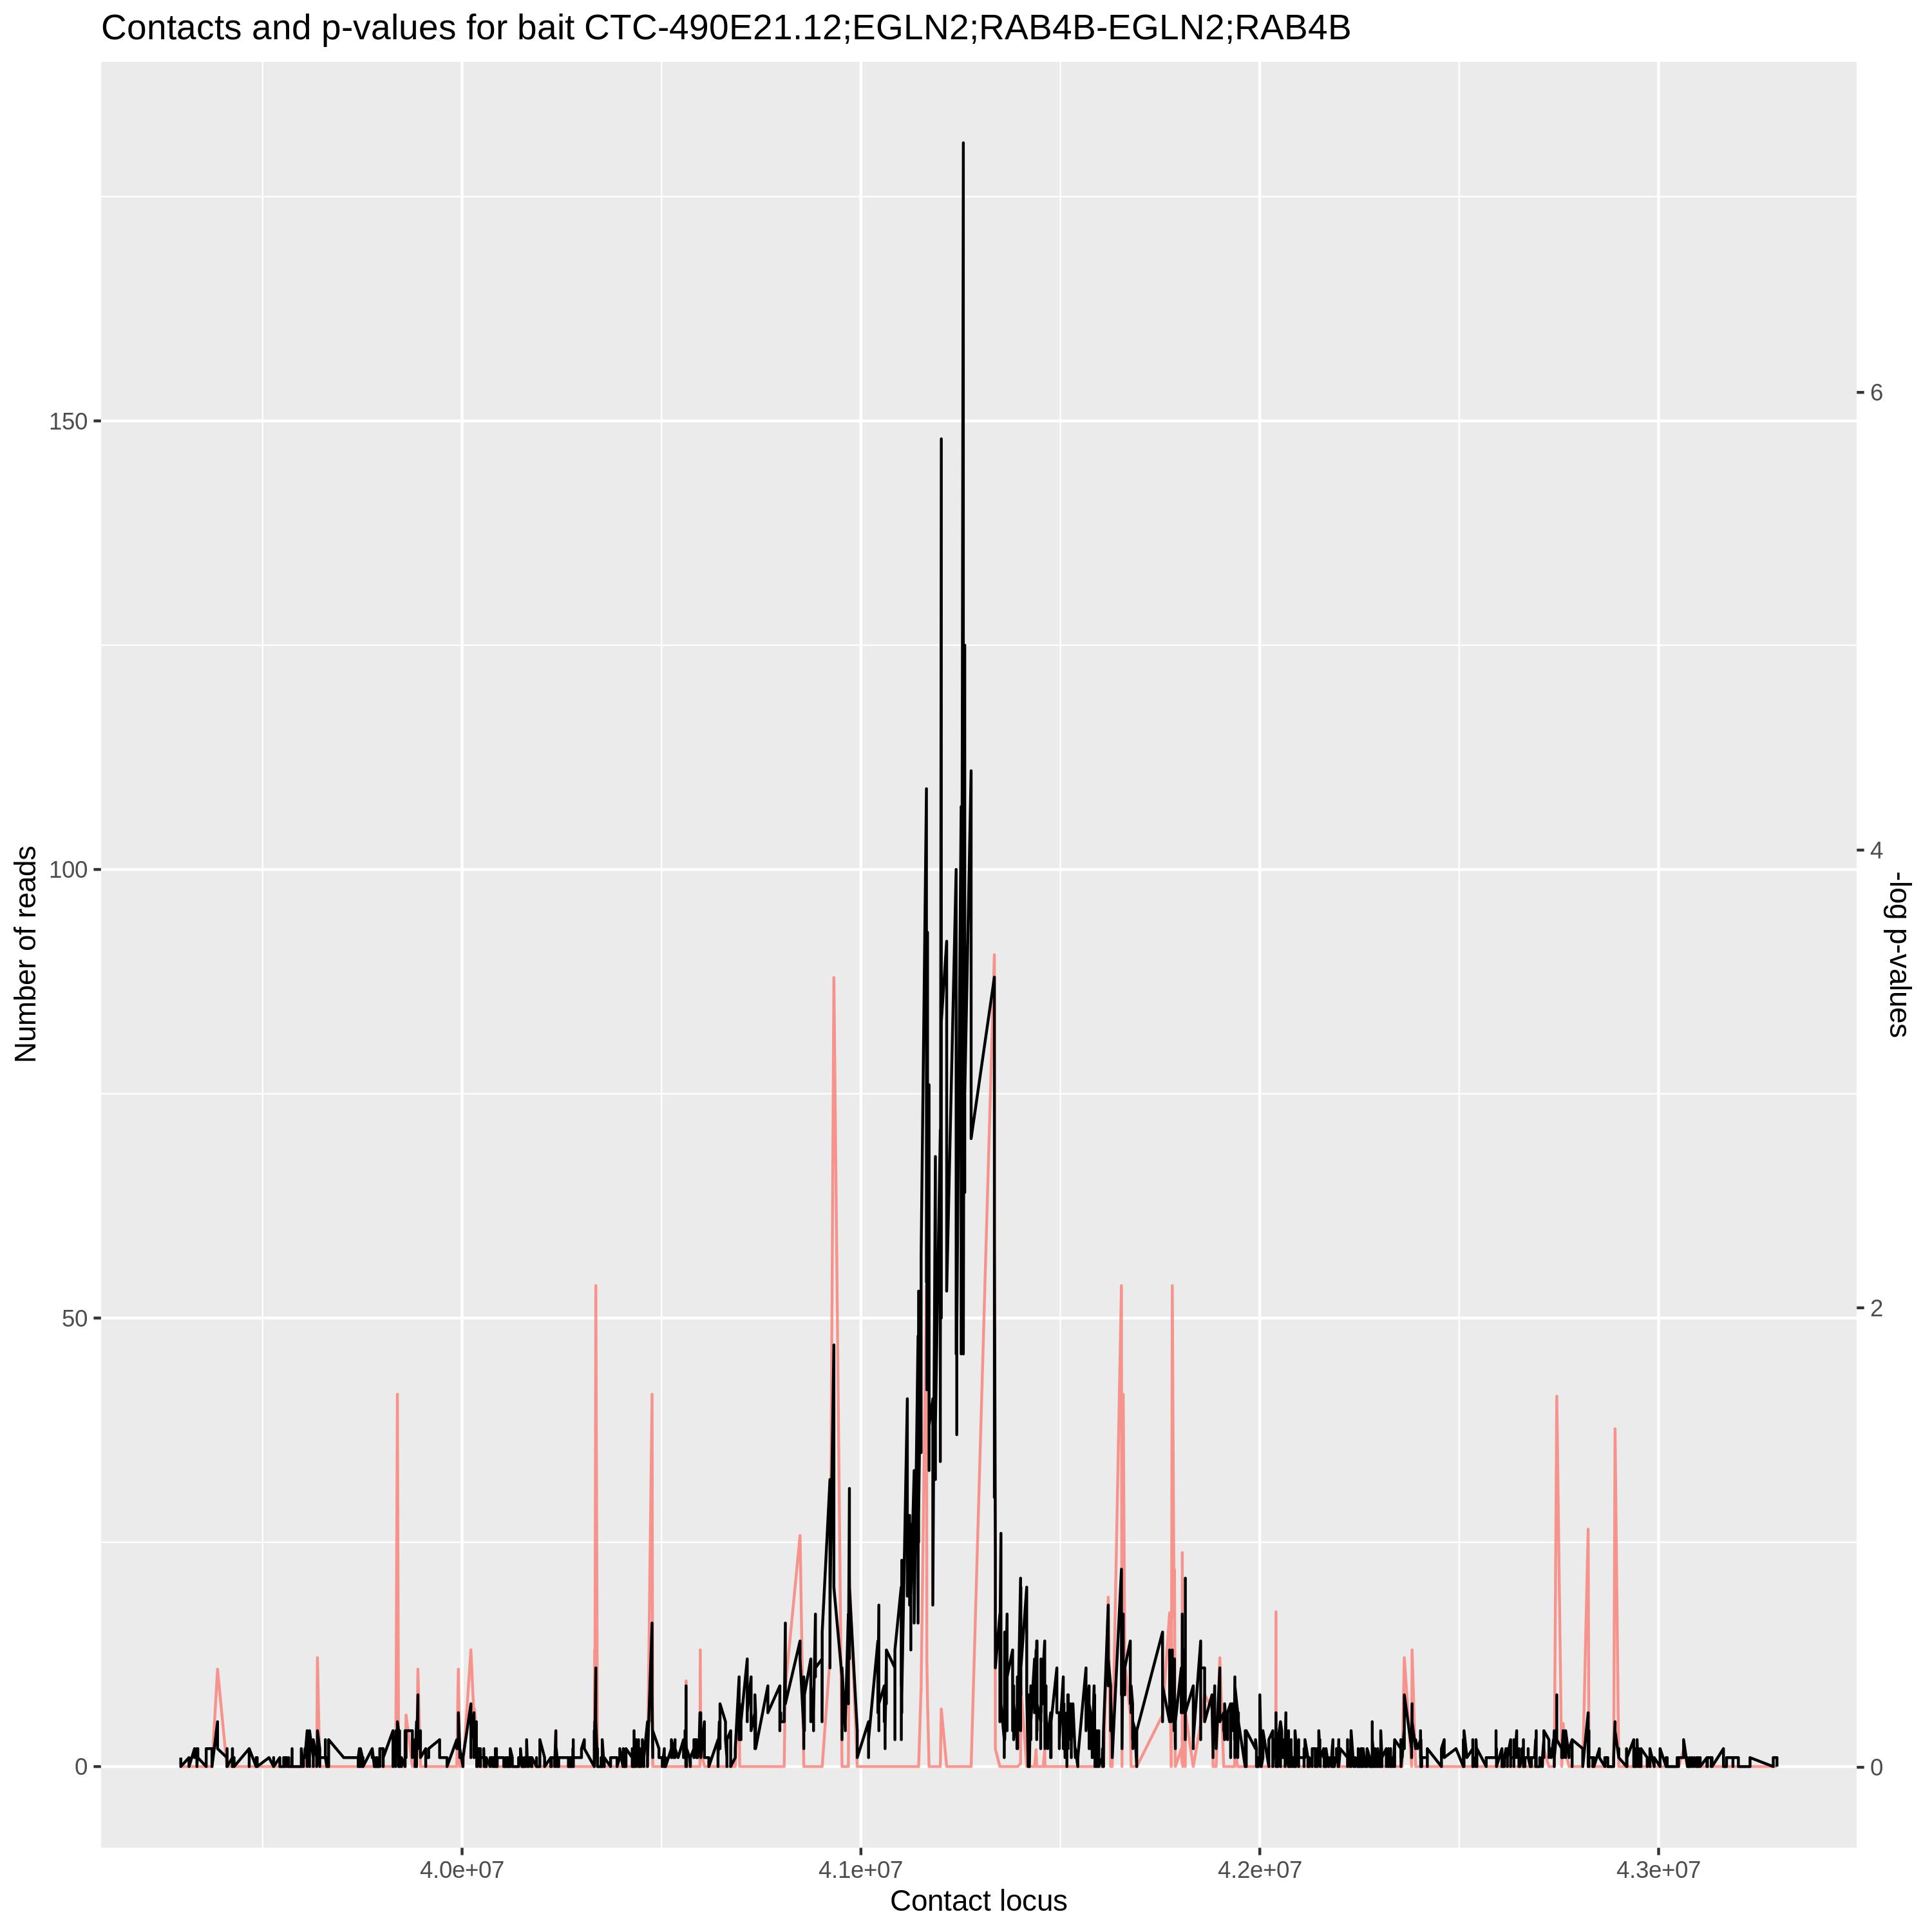 Contacts and p-values for bait CTC-490E21.12;EGLN2;RAB4B-EGLN2;RAB4B
Number of reads
150
100
50
0
6
4
2
0
-log p-values
4.0e+07
4.1e+07
4.2e+07
4.3e+07
Contact locus